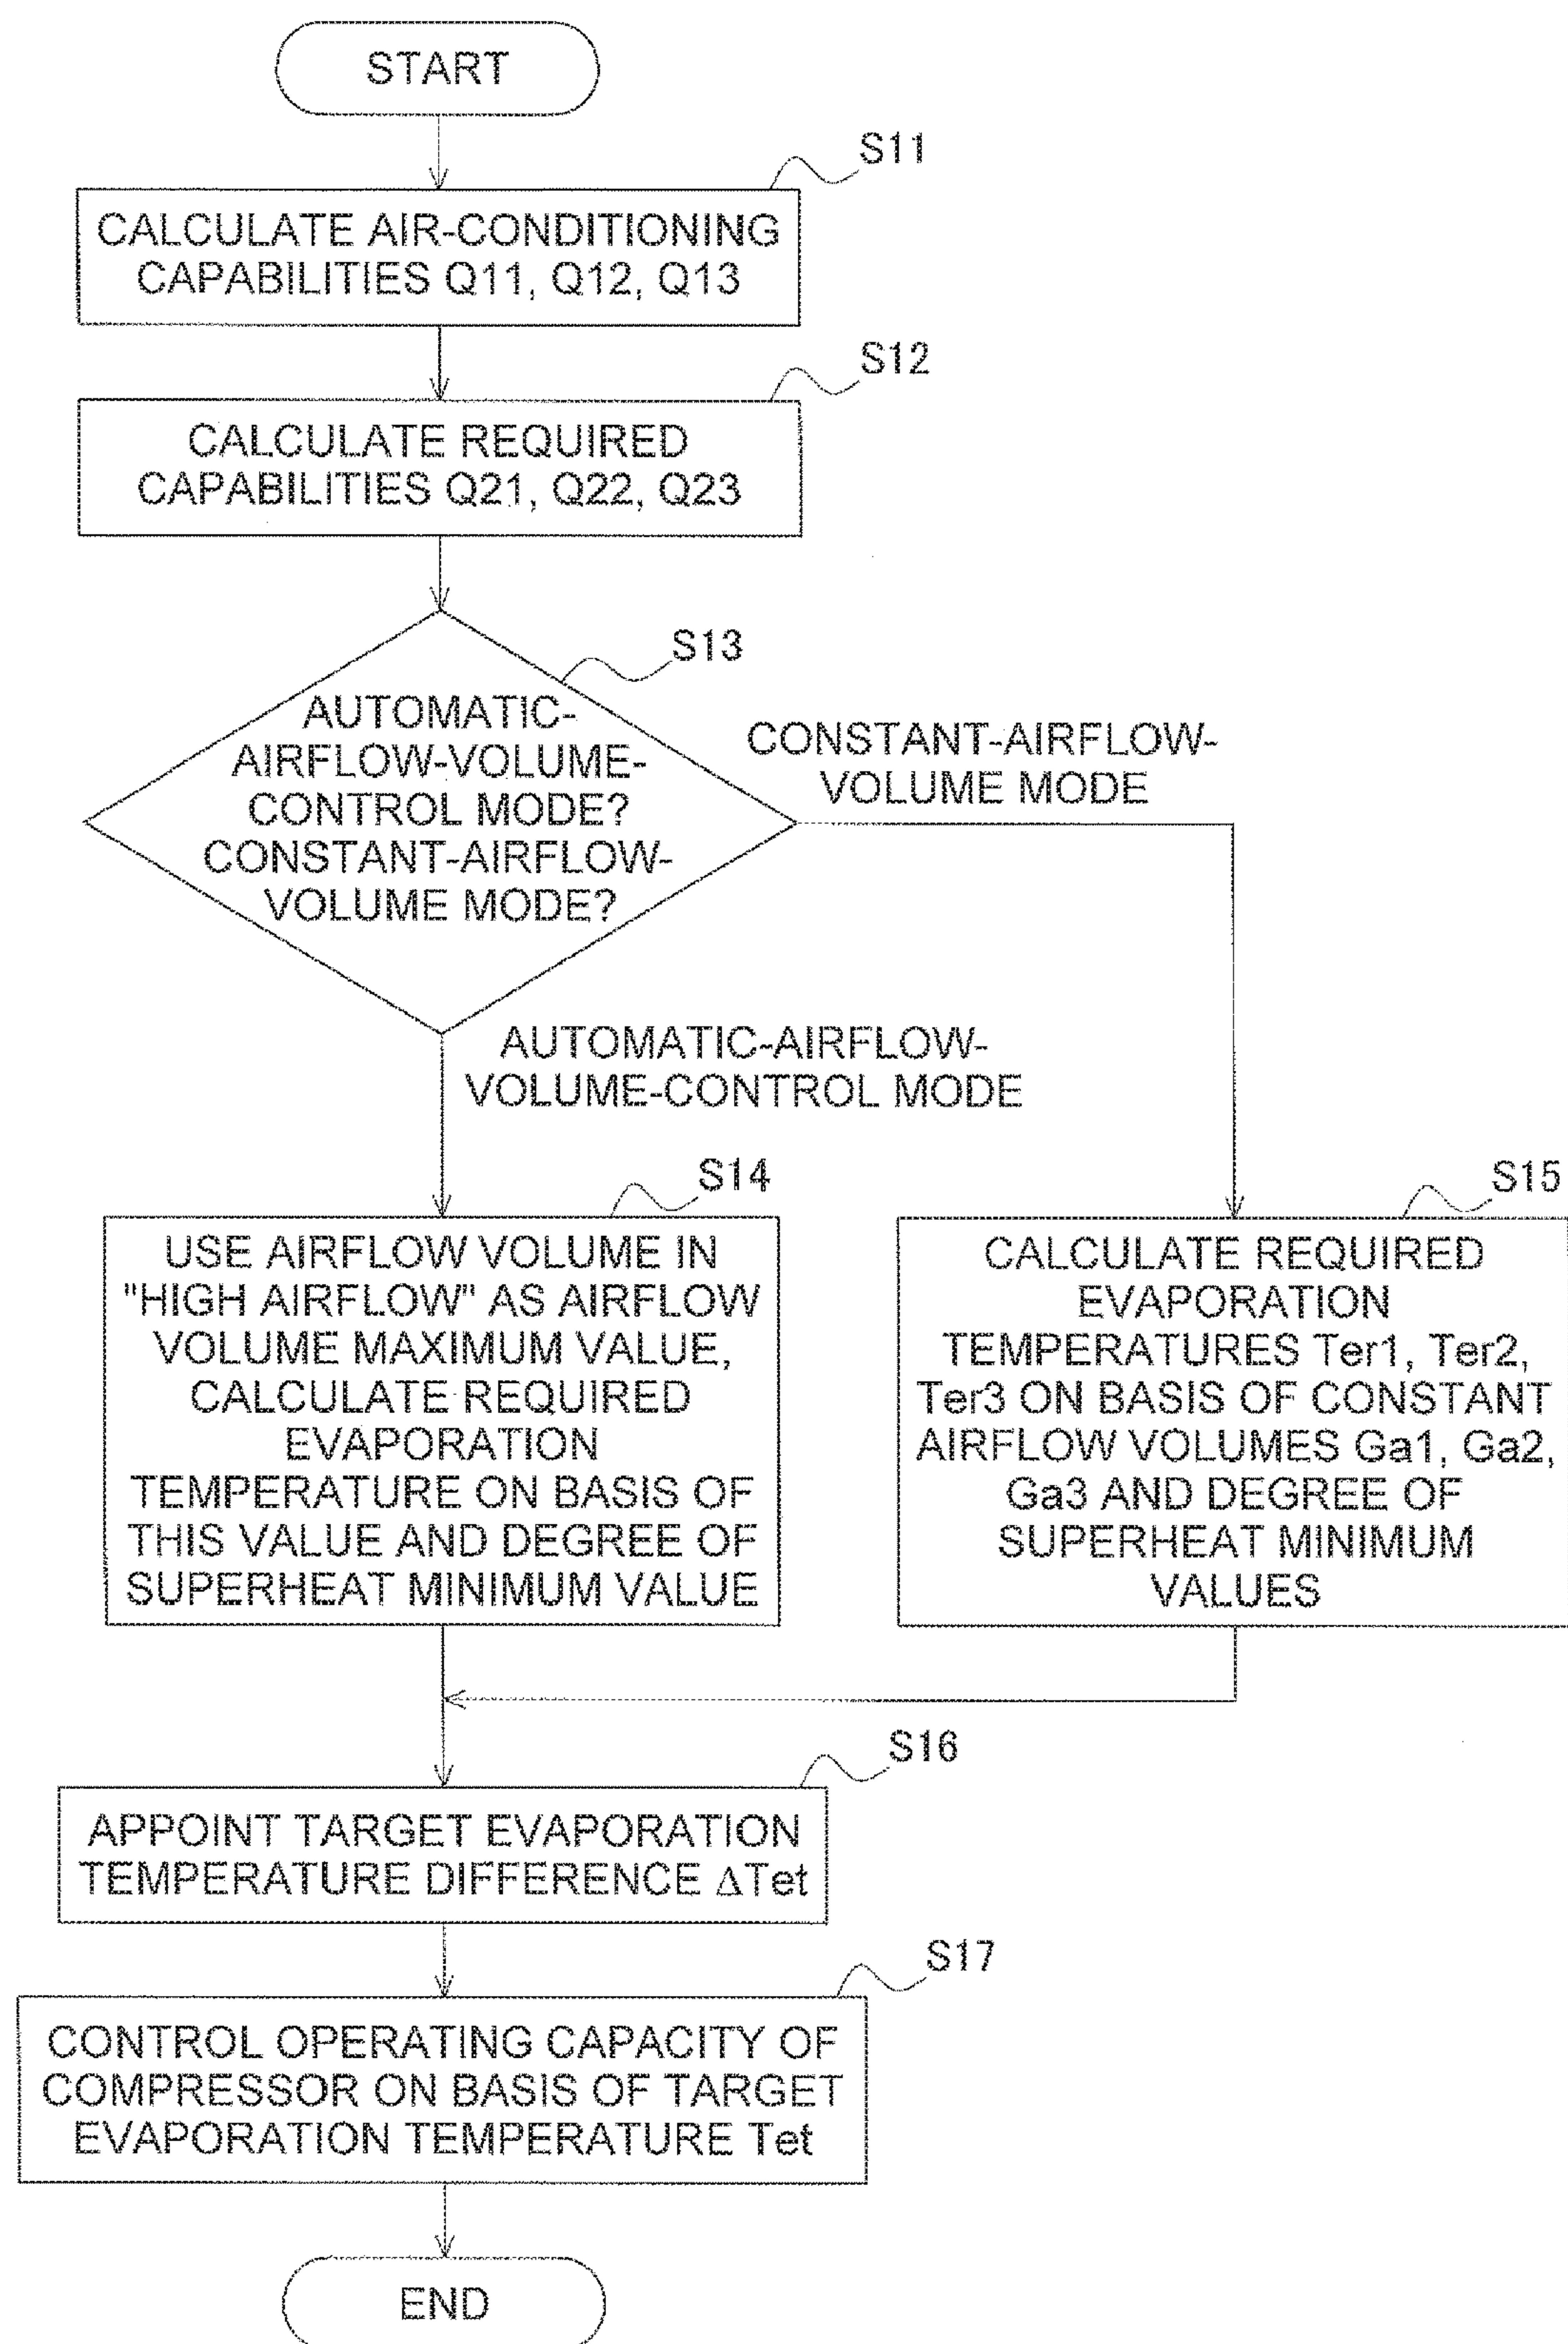 START
S11
CALCULATE AIR-CONDITIONING
CAPABILITIES Q11, Q12, Q13
S12
CALCULATE REQUIRED
CAPABILITIES Q21, Q22, Q23
S13
AUTOMATIC-
AIRFLOW-VOLUME-
CONTROL MODE?
CONSTANT-AIRFLOW-
VOLUME MODE?
CONSTANT-AIRFLOW-
VOLUME MODE
AUTOMATIC-AIRFLOW-
VOLUME-CONTROL MODE
S14
USE AIRFLOW VOLUME IN
"HIGH AIRFLOW" AS AIRFLOW
VOLUME MAXIMUM VALUE,
CALCULATE REQUIRED
EVAPORATION
TEMPERATURE ON BASIS OF
THIS VALUE AND DEGREE OF
SUPERHEAT MINIMUM VALUE
S15
CALCULATE REQUIRED
EVAPORATION
TEMPERATURES Ter1, Ter2,
Ter3 ON BASIS OF CONSTANT
AIRFLOW VOLUMES Ga1, Ga2,
Ga3 AND DEGREE OF
SUPERHEAT MINIMUM
VALUES
S16
APPOINT TARGET EVAPORATION
TEMPERATURE DIFFERENCE ΔTet
S17
CONTROL OPERATING CAPACITY OF
COMPRESSOR ON BASIS OF TARGET
EVAPORATION TEMPERATURE Tet
END